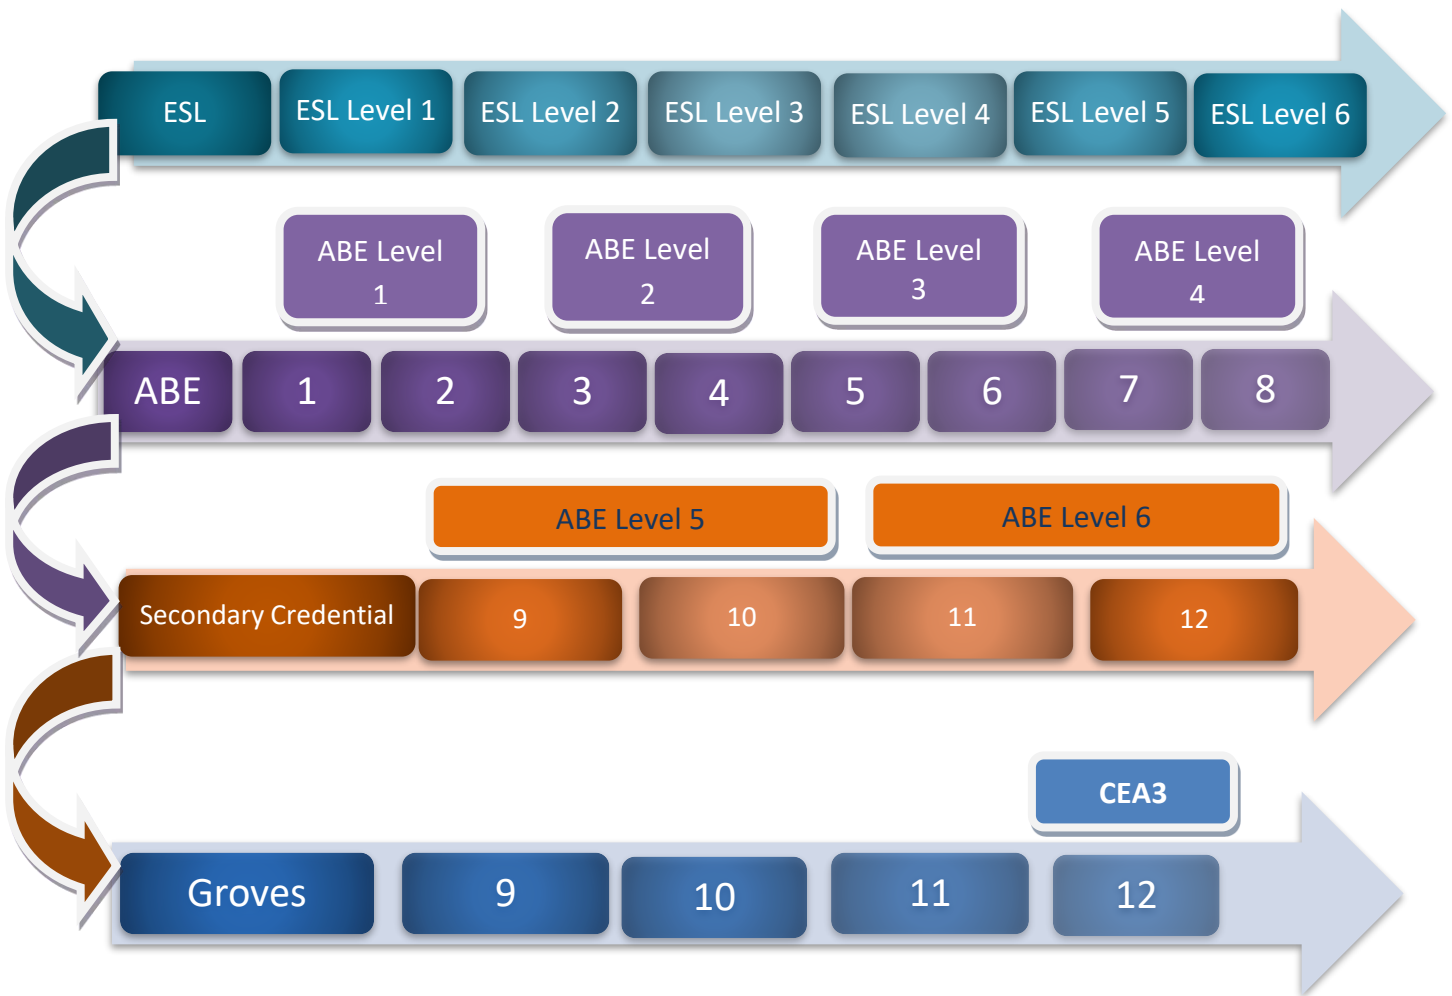 ESL
ESL Level 1
ESL Level 2
ESL Level 3
ESL Level 4
ESL Level 5
ESL Level 6
ABE Level
1
ABE Level
2
ABE Level
3
ABE Level
4
ABE
1
2
3
4
5
6
7
8
ABE Level 5
ABE Level 6
Secondary Credential
9
10
11
12
CEA3
Groves
9
10
11
12